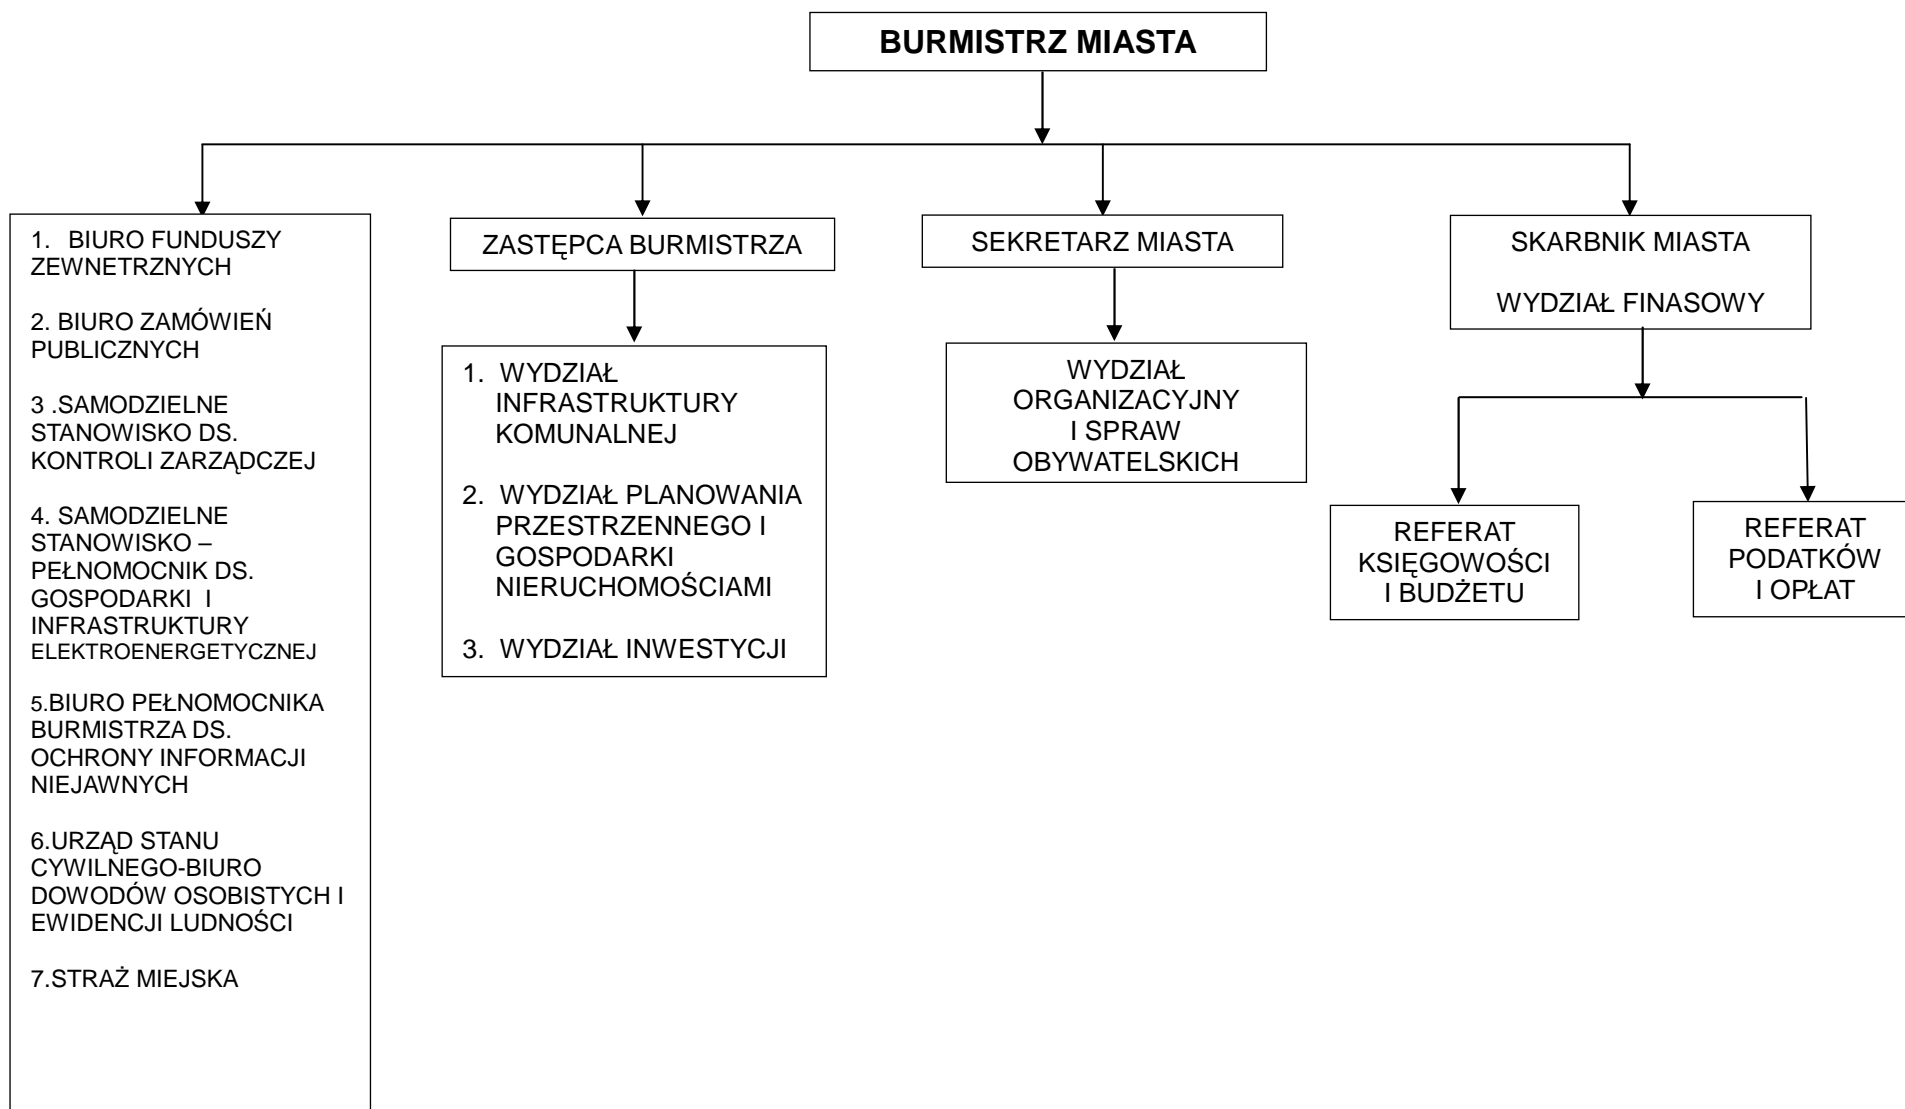 BURMISTRZ MIASTA
1. BIURO FUNDUSZY
ZEWNETRZNYCH
2. BIURO ZAMÓWIEŃ
PUBLICZNYCH
3 .SAMODZIELNE
STANOWISKO DS.
KONTROLI ZARZĄDCZEJ
4. SAMODZIELNE
STANOWISKO –
PEŁNOMOCNIK DS.
GOSPODARKI I
INFRASTRUKTURY
ELEKTROENERGETYCZNEJ
5.BIURO PEŁNOMOCNIKA
BURMISTRZA DS.
OCHRONY INFORMACJI
NIEJAWNYCH
6.URZĄD STANU
CYWILNEGO-BIURO
DOWODÓW OSOBISTYCH I
EWIDENCJI LUDNOŚCI
7.STRAŻ MIEJSKA
ZASTĘPCA BURMISTRZA
1. WYDZIAŁ
INFRASTRUKTURY
KOMUNALNEJ
2. WYDZIAŁ PLANOWANIA
PRZESTRZENNEGO I
GOSPODARKI
NIERUCHOMOŚCIAMI
3. WYDZIAŁ INWESTYCJI
SEKRETARZ MIASTA
WYDZIAŁ
ORGANIZACYJNY
I SPRAW
OBYWATELSKICH
SKARBNIK MIASTA
WYDZIAŁ FINASOWY
REFERAT
KSIĘGOWOŚCI
I BUDŻETU
REFERAT
PODATKÓW
I OPŁAT